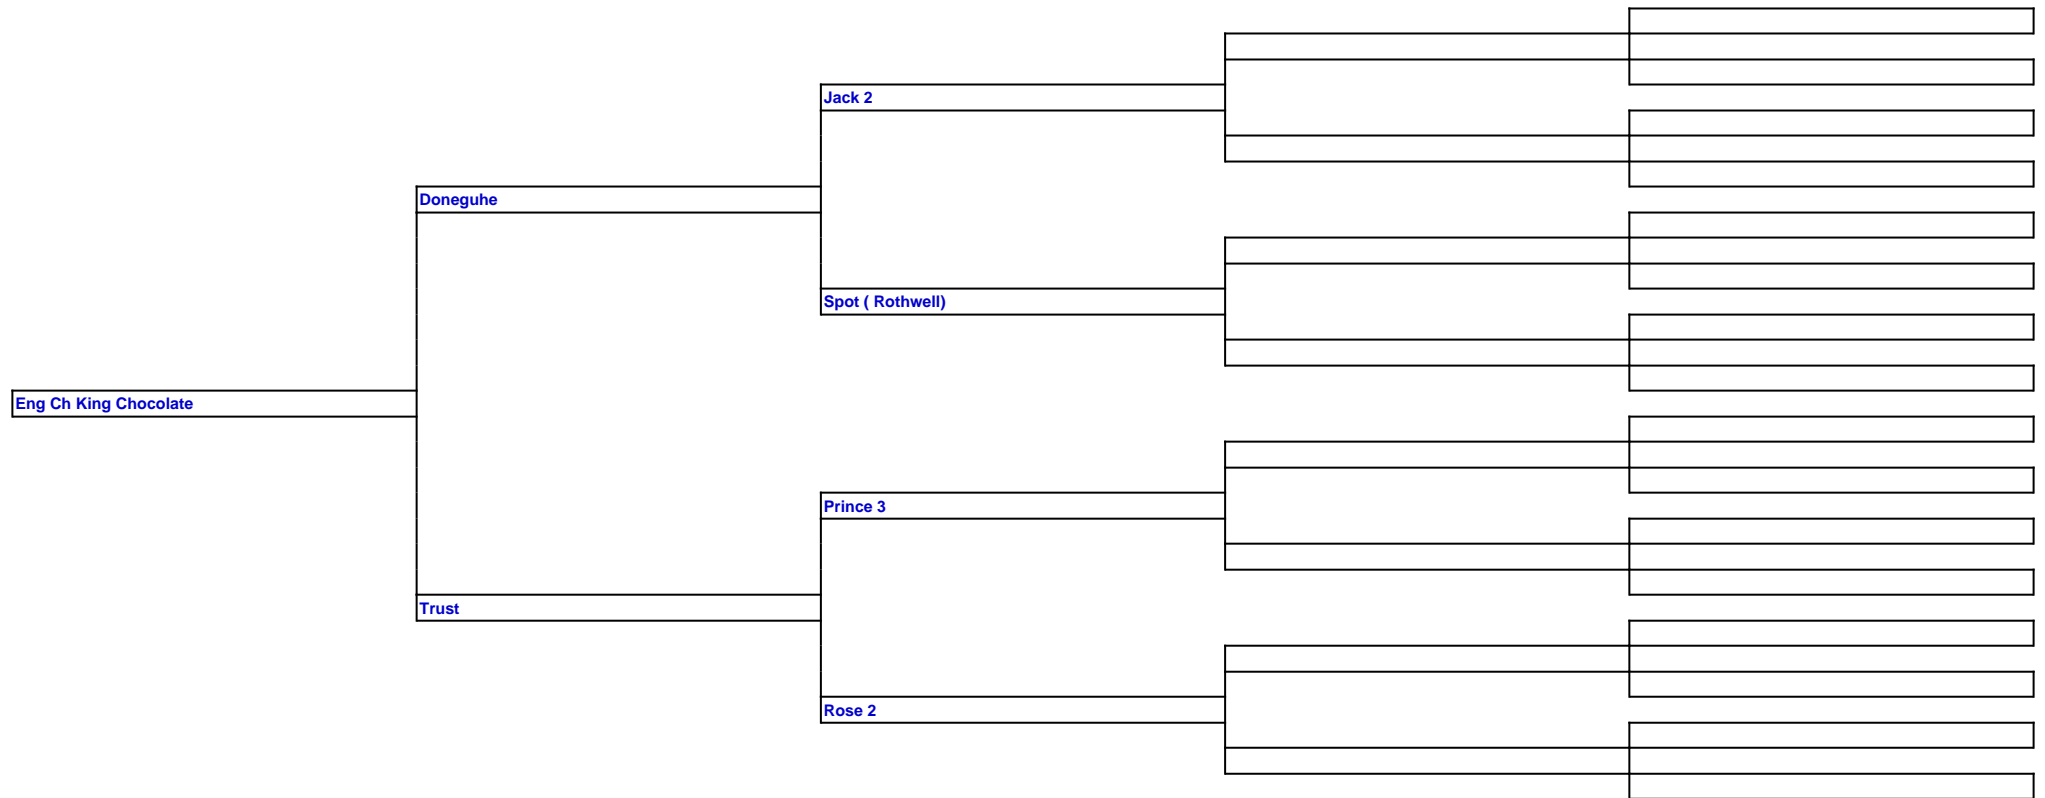 Jack 2
Doneguhe
Spot ( Rothwell)
Eng Ch King Chocolate
Prince 3
Trust
Rose 2